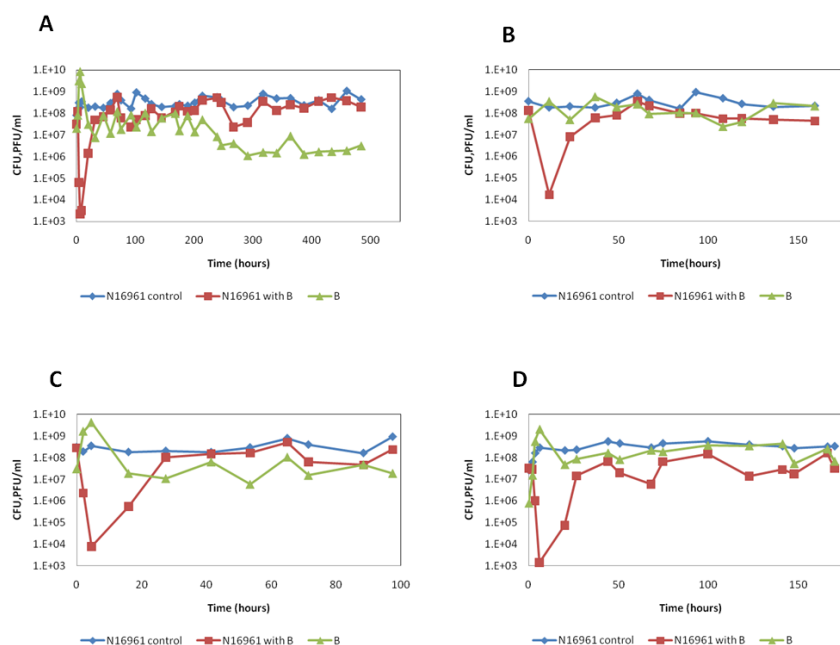 A
CFU,PFU/ml
1.E+10
1.E+09
1.E+08
1.E+07
1.E+06
1.E+05
1.E+04
1.E+03
0 100 200 300 400 500
Time (hours)
N16961 control N16961 with B B
B
CFU,PFU/ml
1.E+10
1.E+09
1.E+08
1.E+07
1.E+06
1.E+05
1.E+04
1.E+03
0 50 100 150
Time(hours)
N16961 control N16961 with B B
C
CFU,PFU/ml
1.E+10
1.E+09
1.E+08
1.E+07
1.E+06
1.E+05
1.E+04
1.E+03
0 20 40 60 80 100
Time (hours)
N16961 control N16961 with B B
D
CFU,PFU/ml
1.E+10
1.E+09
1.E+08
1.E+07
1.E+06
1.E+05
1.E+04
1.E+03
0 50 100 150
Time (hours)
N16961 control N16961 with B B